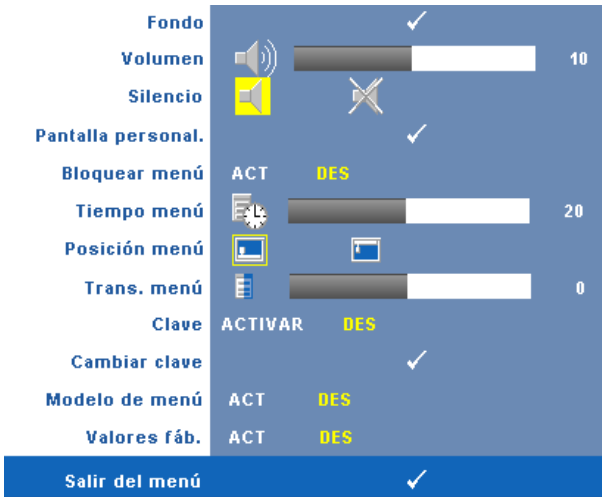 Fondo
Volumen 10
Silencio
Pantalla personal.
Bloquear menú ACT DES
Tiempo menú 20
Posición menú
Trans. menú 0
Clave ACTIVAR DES
Cambiar clave
Modelo de menú ACT DES
Valores fáb. ACT DES
Salir del menú